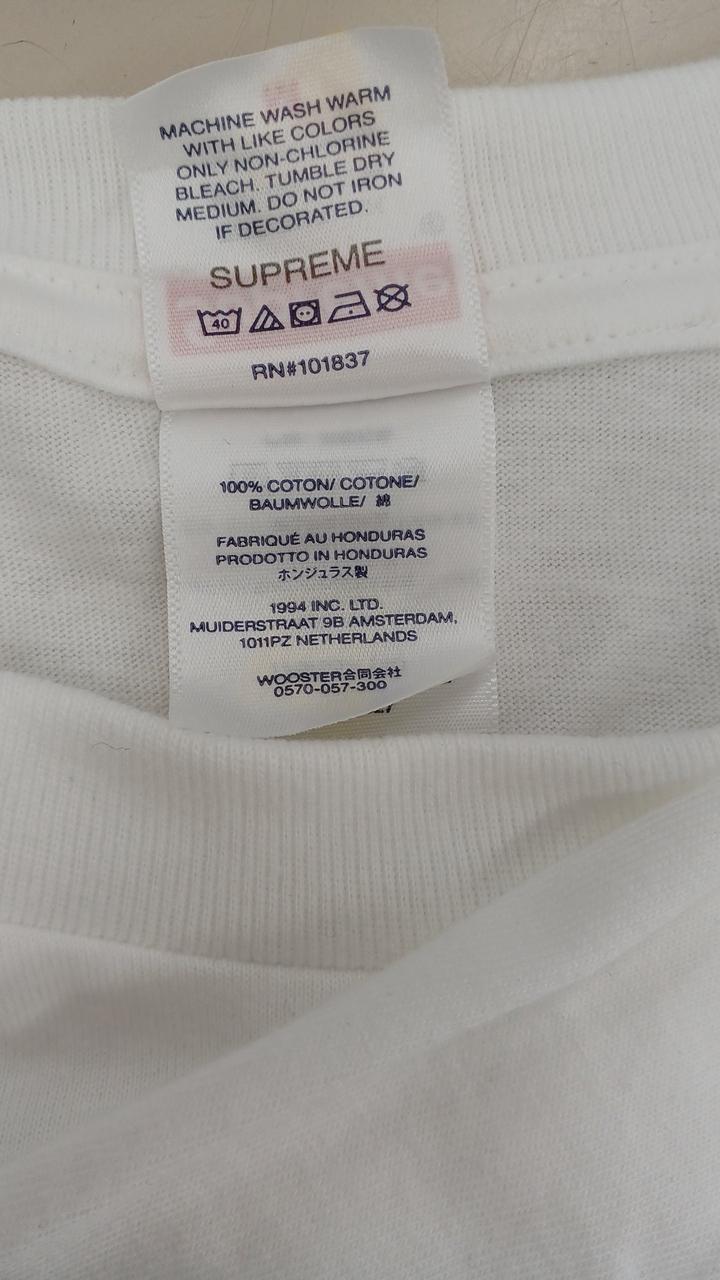 MACHINE WASH WARM
WITH LIKE COLORS
ONLY NON-CHLORINE
BLEACH. TUMBLE DRY
MEDIUM. DO NOT IRON
IF DECORATED.
SUPREME
40
RN#101837
100% COTON/ COTONE/
BAUMWOLLE/ 綿
FABRIQUÉ AU HONDURAS
PRODOTTO IN HONDURAS
ホンジュラス製
1994 INC. LTD.
MUIDERSTRAAT 9B AMSTERDAM,
1011PZ NETHERLANDS
WOOSTER合同会社
0570-057-300